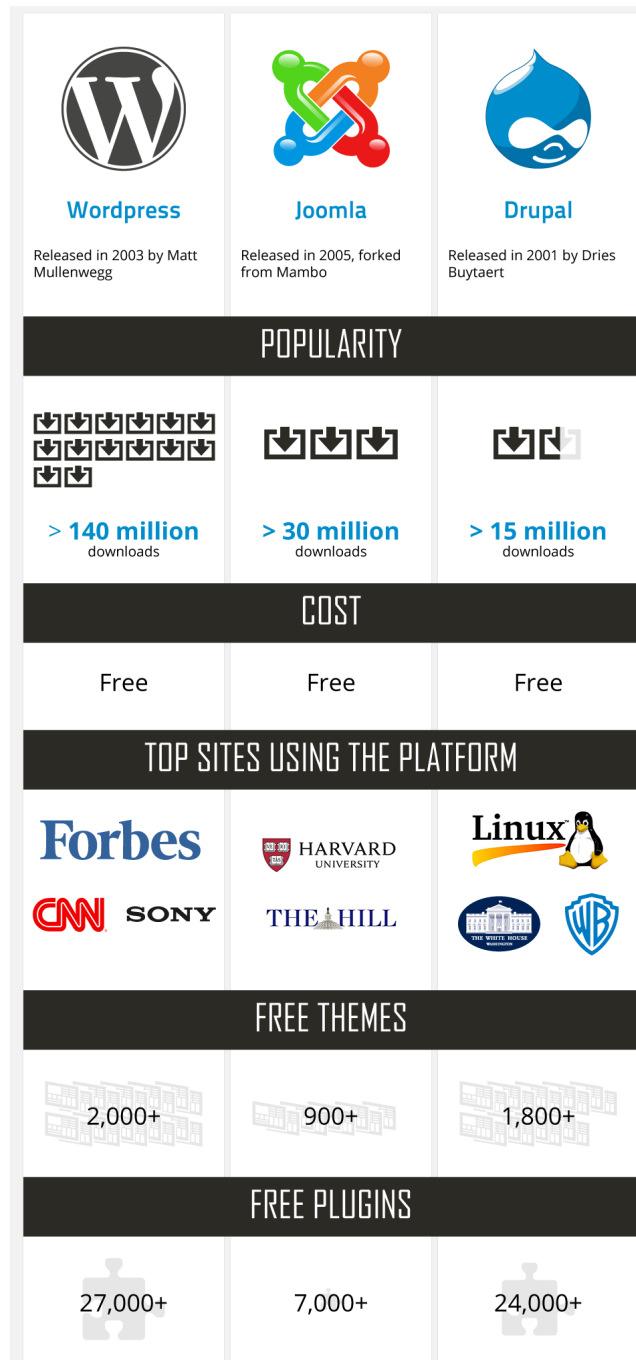 Wordpress
Joomla
Drupal
Released in 2003 by Matt
Mullenwegg
Released in 2005, forked
from Mambo
Released in 2001 by Dries
Buytaert
POPULARITY
> 140 million
downloads
> 30 million
downloads
> 15 million
downloads
COST
Free
Free
Free
TOP SITES USING THE PLATFORM
Forbes
CNN
SONY
HARVARD
UNIVERSITY
THE HILL
Linux
THE WHITE HOUSE
WASHINGTON
WB
FREE THEMES
2,000+
900+
1,800+
FREE PLUGINS
27,000+
7,000+
24,000+